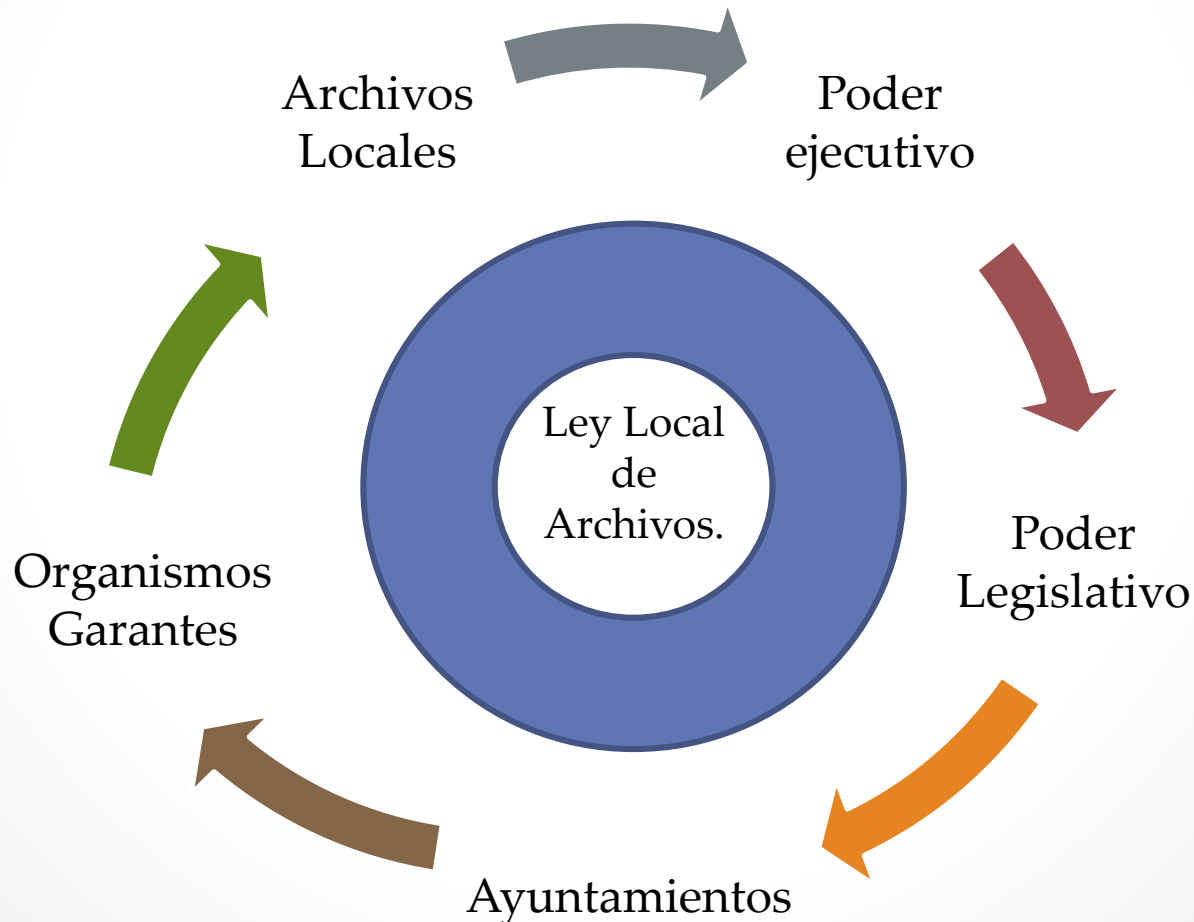 Archivos
Locales
Poder
ejecutivo
Poder
Legislativo
Ayuntamientos
Organismos
Garantes
Ley Local
de
Archivos.